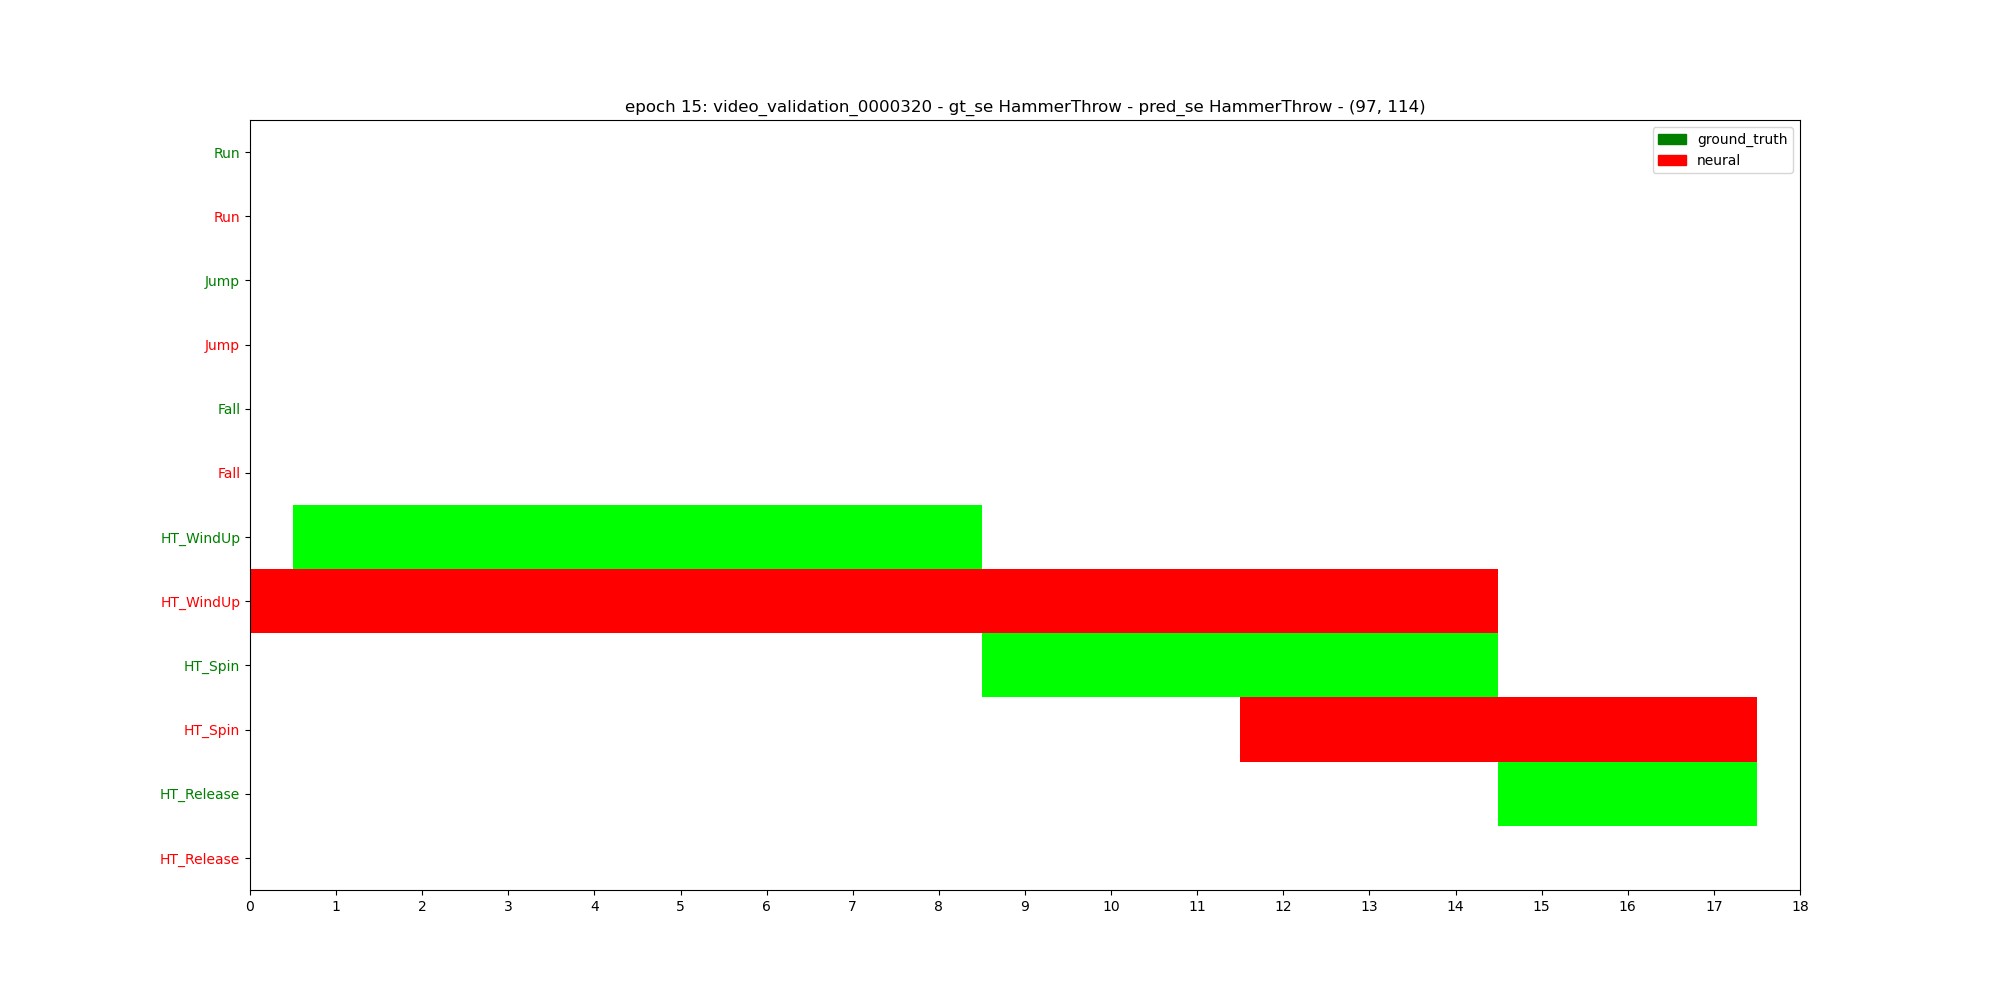 epoch 15: video_validation_0000320 - gt_se HammerThrow - pred_se HammerThrow - (97, 114)
ground_truth
neural
Run
Run
Jump
Jump
Fall
Fall
HT_WindUp
HT_WindUp
HT_Spin
HT_Spin
HT_Release
HT_Release
0 1 2 3 4 5 6 7 8 9 10 11 12 13 14 15 16 17 18